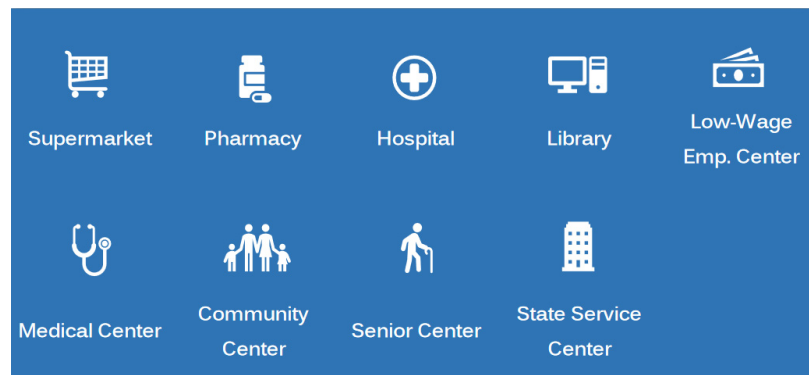 Supermarket
Pharmacy
Hospital
Library
Low-Wage
Emp. Center
Medical Center
Community
Center
Senior Center
State Service
Center